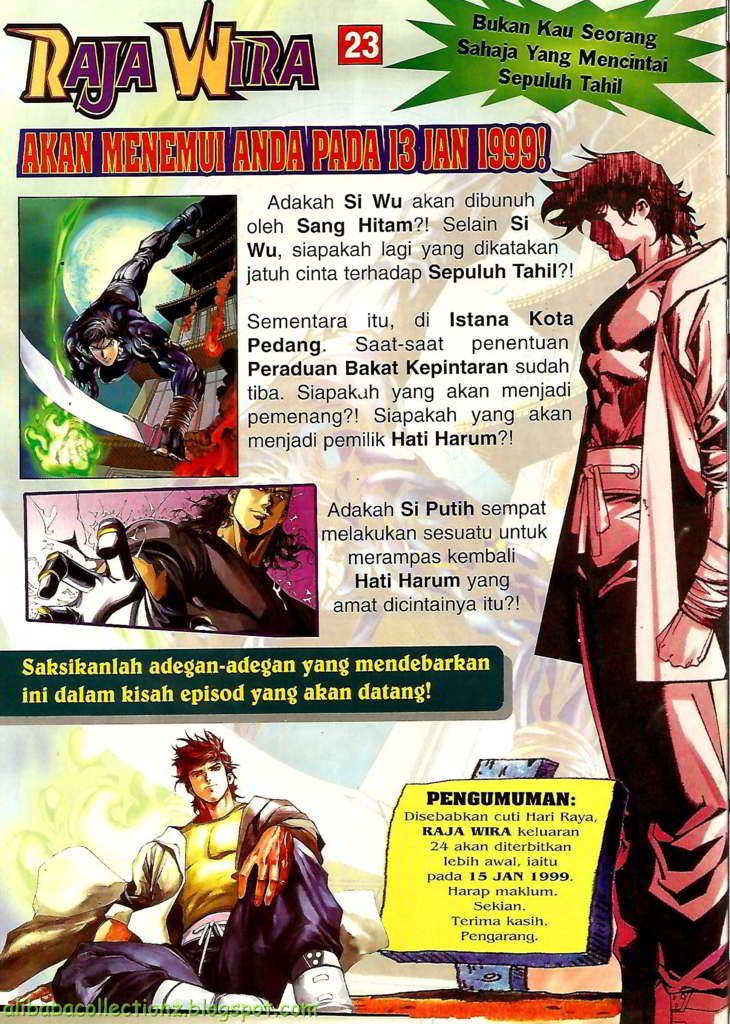 RAJA WIRA 23
Bukan Kau Seorang
Sahaja Yang Mencintai
Sepuluh Tahil
AKAN MENEMUI ANDA PADA 13 JAN 1999!
Adakah Si Wu akan dibunuh
oleh Sang Hitam?! Selain Si
Wu, siapakah lagi yang dikatakan
jatuh cinta terhadap Sepuluh Tahil?!
Sementara itu, di Istana Kota
Pedang. Saat-saat penentuan
Peraduan Bakat Kepintaran sudah
tiba. Siapakah yang akan menjadi
pemenang?! Siapakah yang akan
menjadi pemilik Hati Harum?!
Adakah Si Putih sempat
melakukan sesuatu untuk
merampas kembali
Hati Harum yang
amat dicintainya itu?!
Saksikanlah adegan-adegan yang mendebarkan
ini dalam kisah episod yang akan datang!
PENGUMUMAN:
Disebabkan cuti Hari Raya,
RAJA WIRA keluaran
24 akan diterbitkan
lebih awal, iaitu
pada 15 JAN 1999.
Harap maklum.
Sekian.
Terima kasih.
Pengarang.
alibabacollectionz.blogspot.com